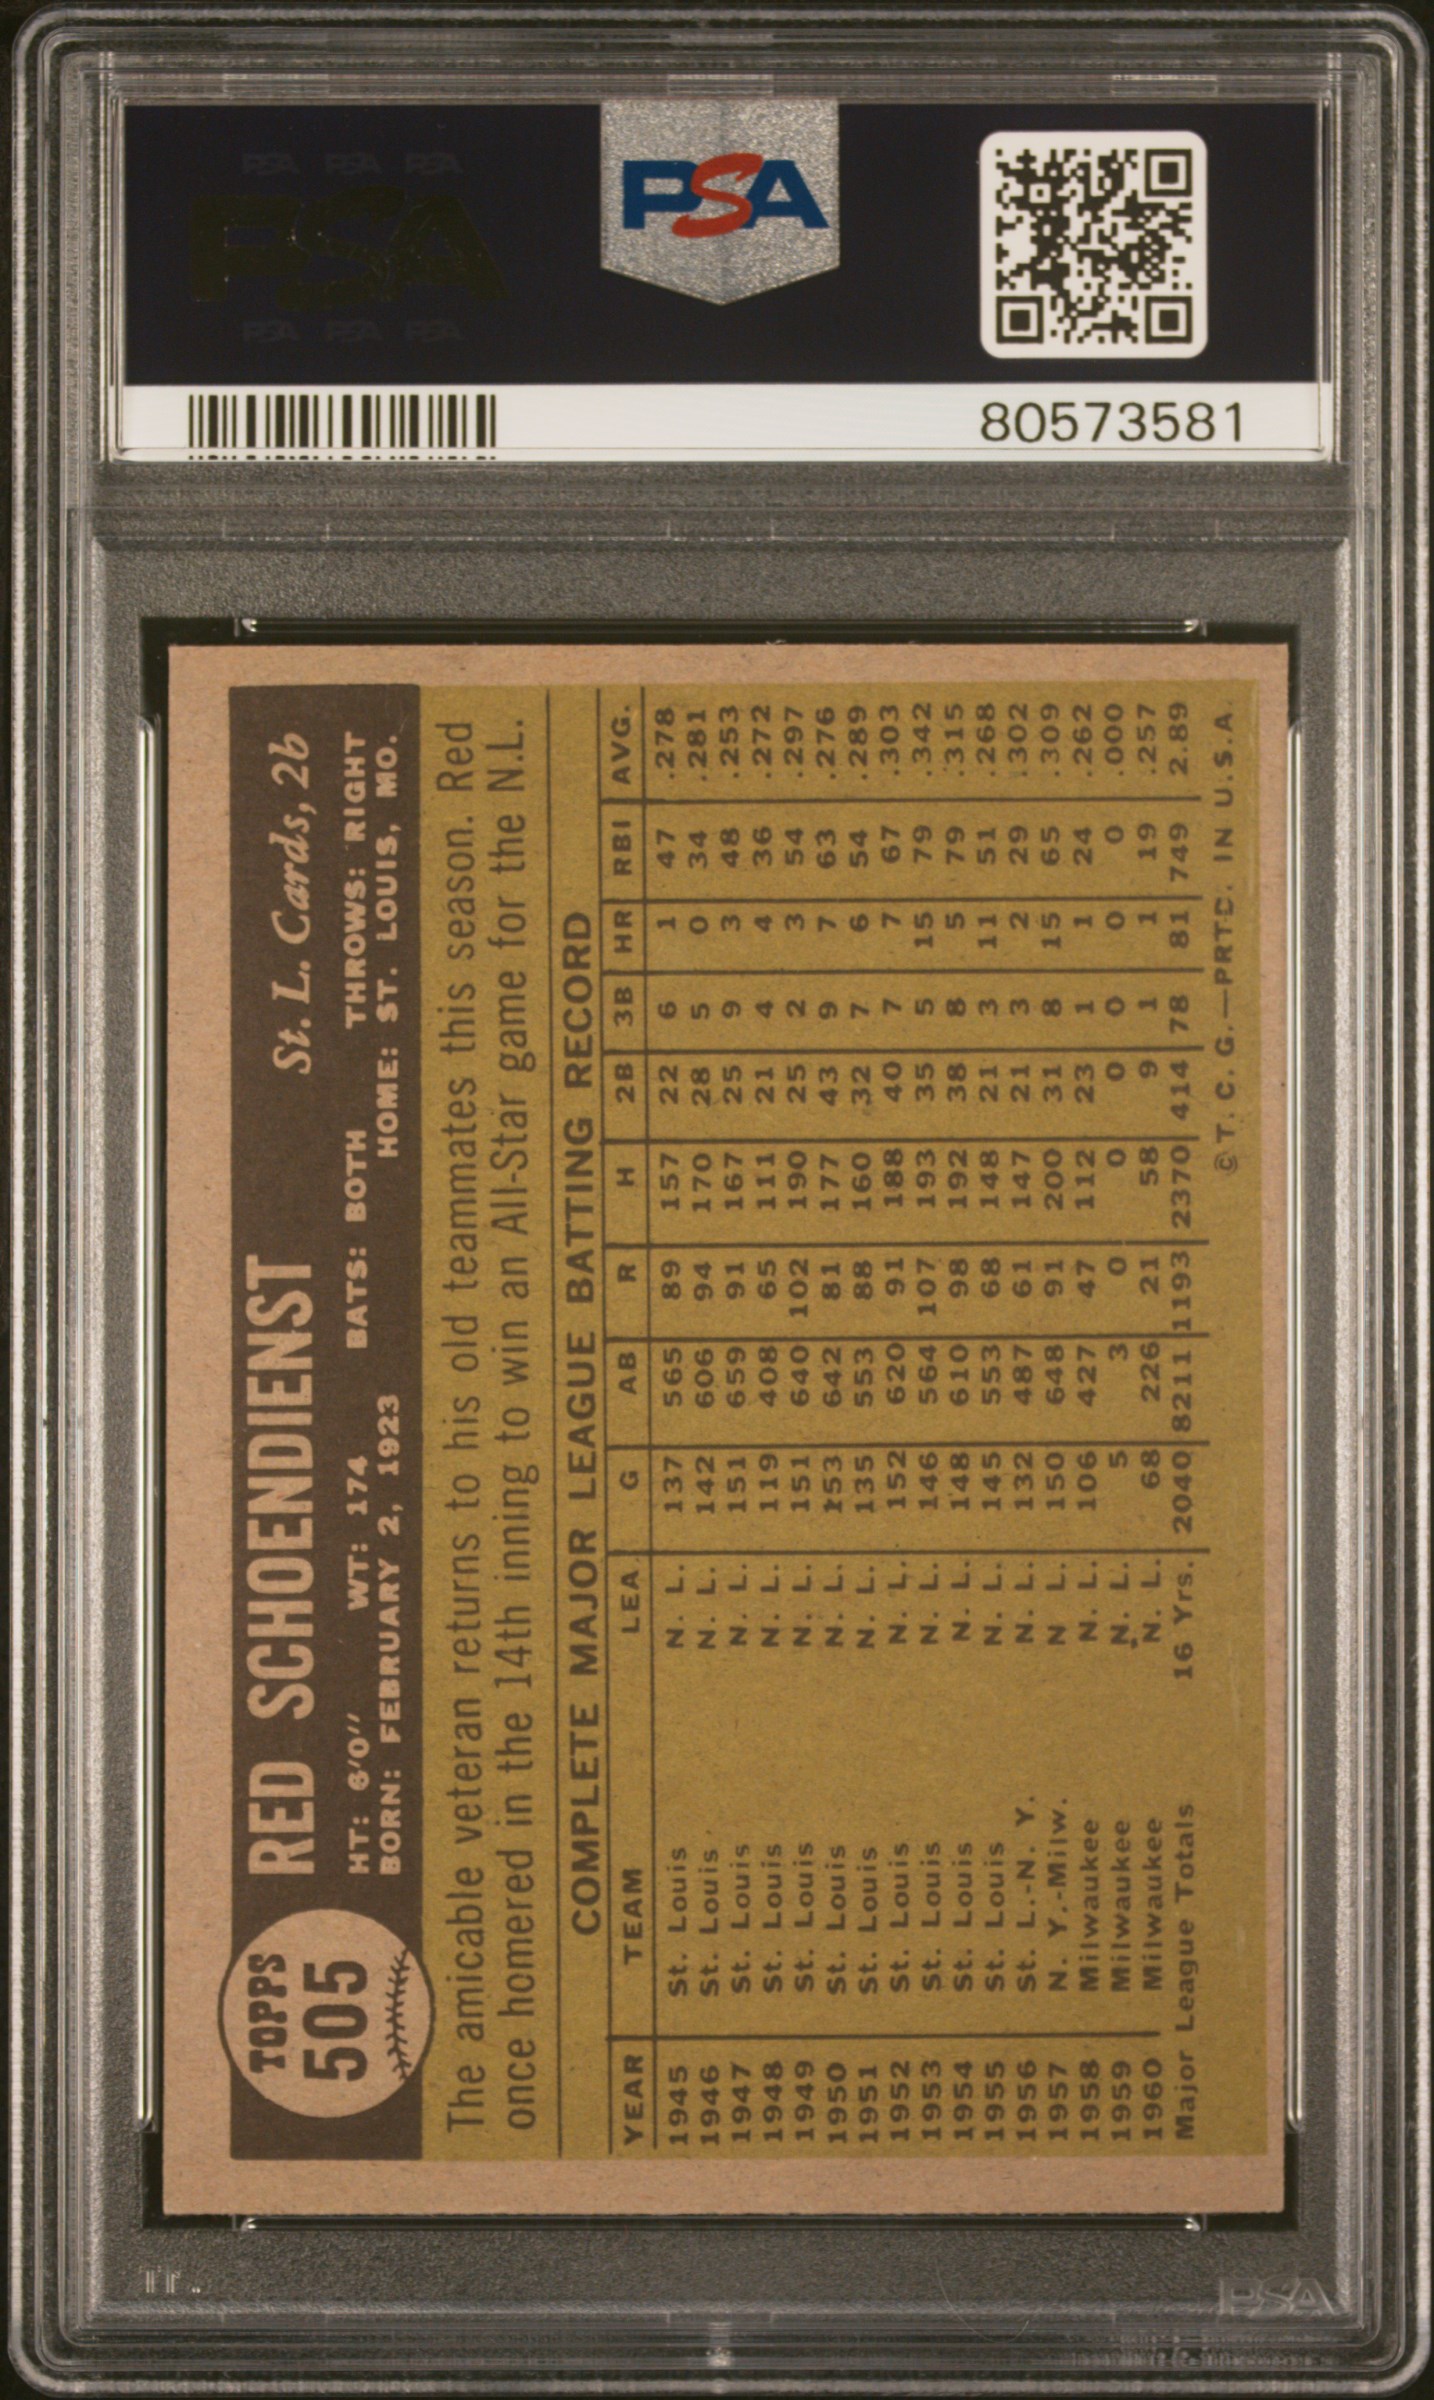 PSA PSA PSA
PSA
PSA PSA PSA
PSA
80573581
TOPPS
505
RED SCHOENDIENST St. L. Cards, 2b
HT: 6'0" WT: 174 BATS: BOTH THROWS: RIGHT
BORN: FEBRUARY 2, 1923 HOME: ST. LOUIS, MO.
The amicable veteran returns to his old teammates this season. Red
once homered in the 14th inning to win an All-Star game for the N.L.
COMPLETE MAJOR LEAGUE BATTING RECORD
YEAR TEAM LEA. G AB R H 2B 3B HR RBI AVG.
1945 St. Louis N. L. 137 565 89 157 22 6 1 47 .278
1946 St. Louis N. L. 142 606 94 170 28 5 0 34 .281
1947 St. Louis N. L. 151 659 91 167 25 9 3 48 .253
1948 St. Louis N. L. 119 408 65 111 21 4 4 36 .272
1949 St. Louis N. L. 151 640 102 190 25 2 3 54 .297
1950 St. Louis N. L. 153 642 81 177 43 9 7 63 .276
1951 St. Louis N. L. 135 553 88 160 32 7 6 54 .289
1952 St. Louis N. L. 152 620 91 188 40 7 7 67 .303
1953 St. Louis N. L. 146 564 107 193 35 5 15 79 .342
1954 St. Louis N. L. 148 610 98 192 38 8 5 79 .315
1955 St. Louis N. L. 145 553 68 148 21 3 11 51 .268
1956 St. L.-N. Y. N. L. 132 487 61 147 21 3 2 29 .302
1957 N. Y.-Milw. N L. 150 648 91 200 31 8 15 65 .309
1958 Milwaukee N. L. 106 427 47 112 23 1 1 24 .262
1959 Milwaukee N. L. 5 3 0 0 0 0 0 0 .000
1960 Milwaukee N. L. 68 226 21 58 9 1 1 19 .257
Major League Totals 16 Yrs. 2040 8211 1193 2370 414 78 81 749 2.89
© T. C. G.—PRTD. IN U.S.A.
PSA